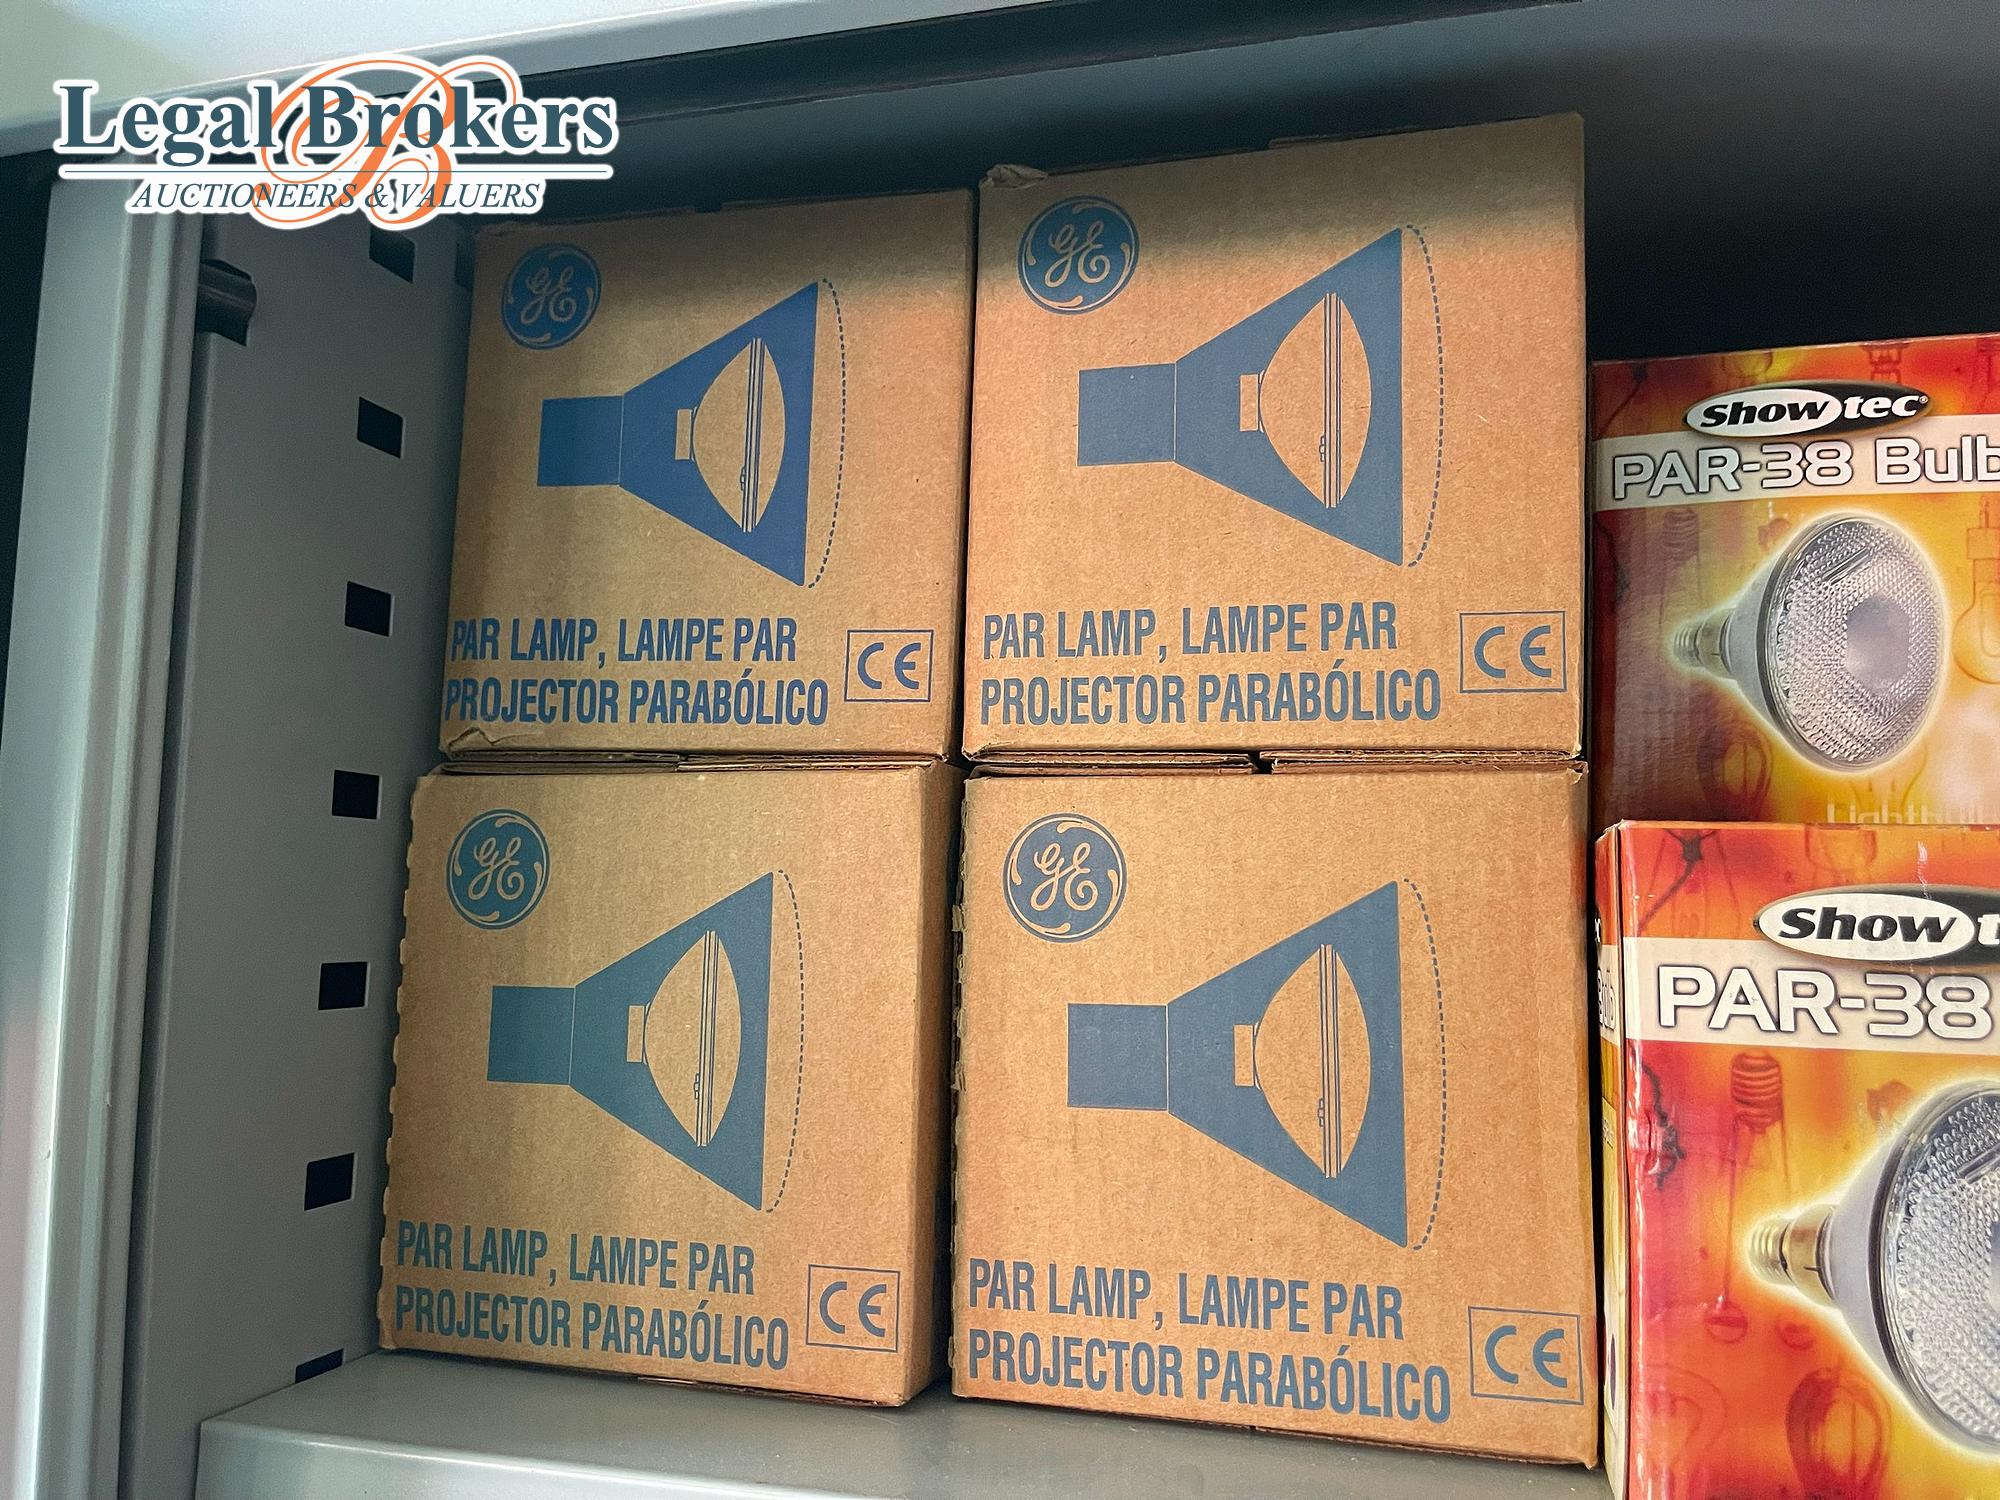 Legal Brokers
AUCTIONEERS & VALUERS
GE
PAR LAMP, LAMPE PAR
PROJECTOR PARABÓLICO
CE
GE
PAR LAMP, LAMPE PAR
PROJECTOR PARABÓLICO
CE
Showtec®
PAR-38 Bulb
GE
PAR LAMP, LAMPE PAR
PROJECTOR PARABÓLICO
CE
GE
PAR LAMP, LAMPE PAR
PROJECTOR PARABÓLICO
CE
Show
PAR-38